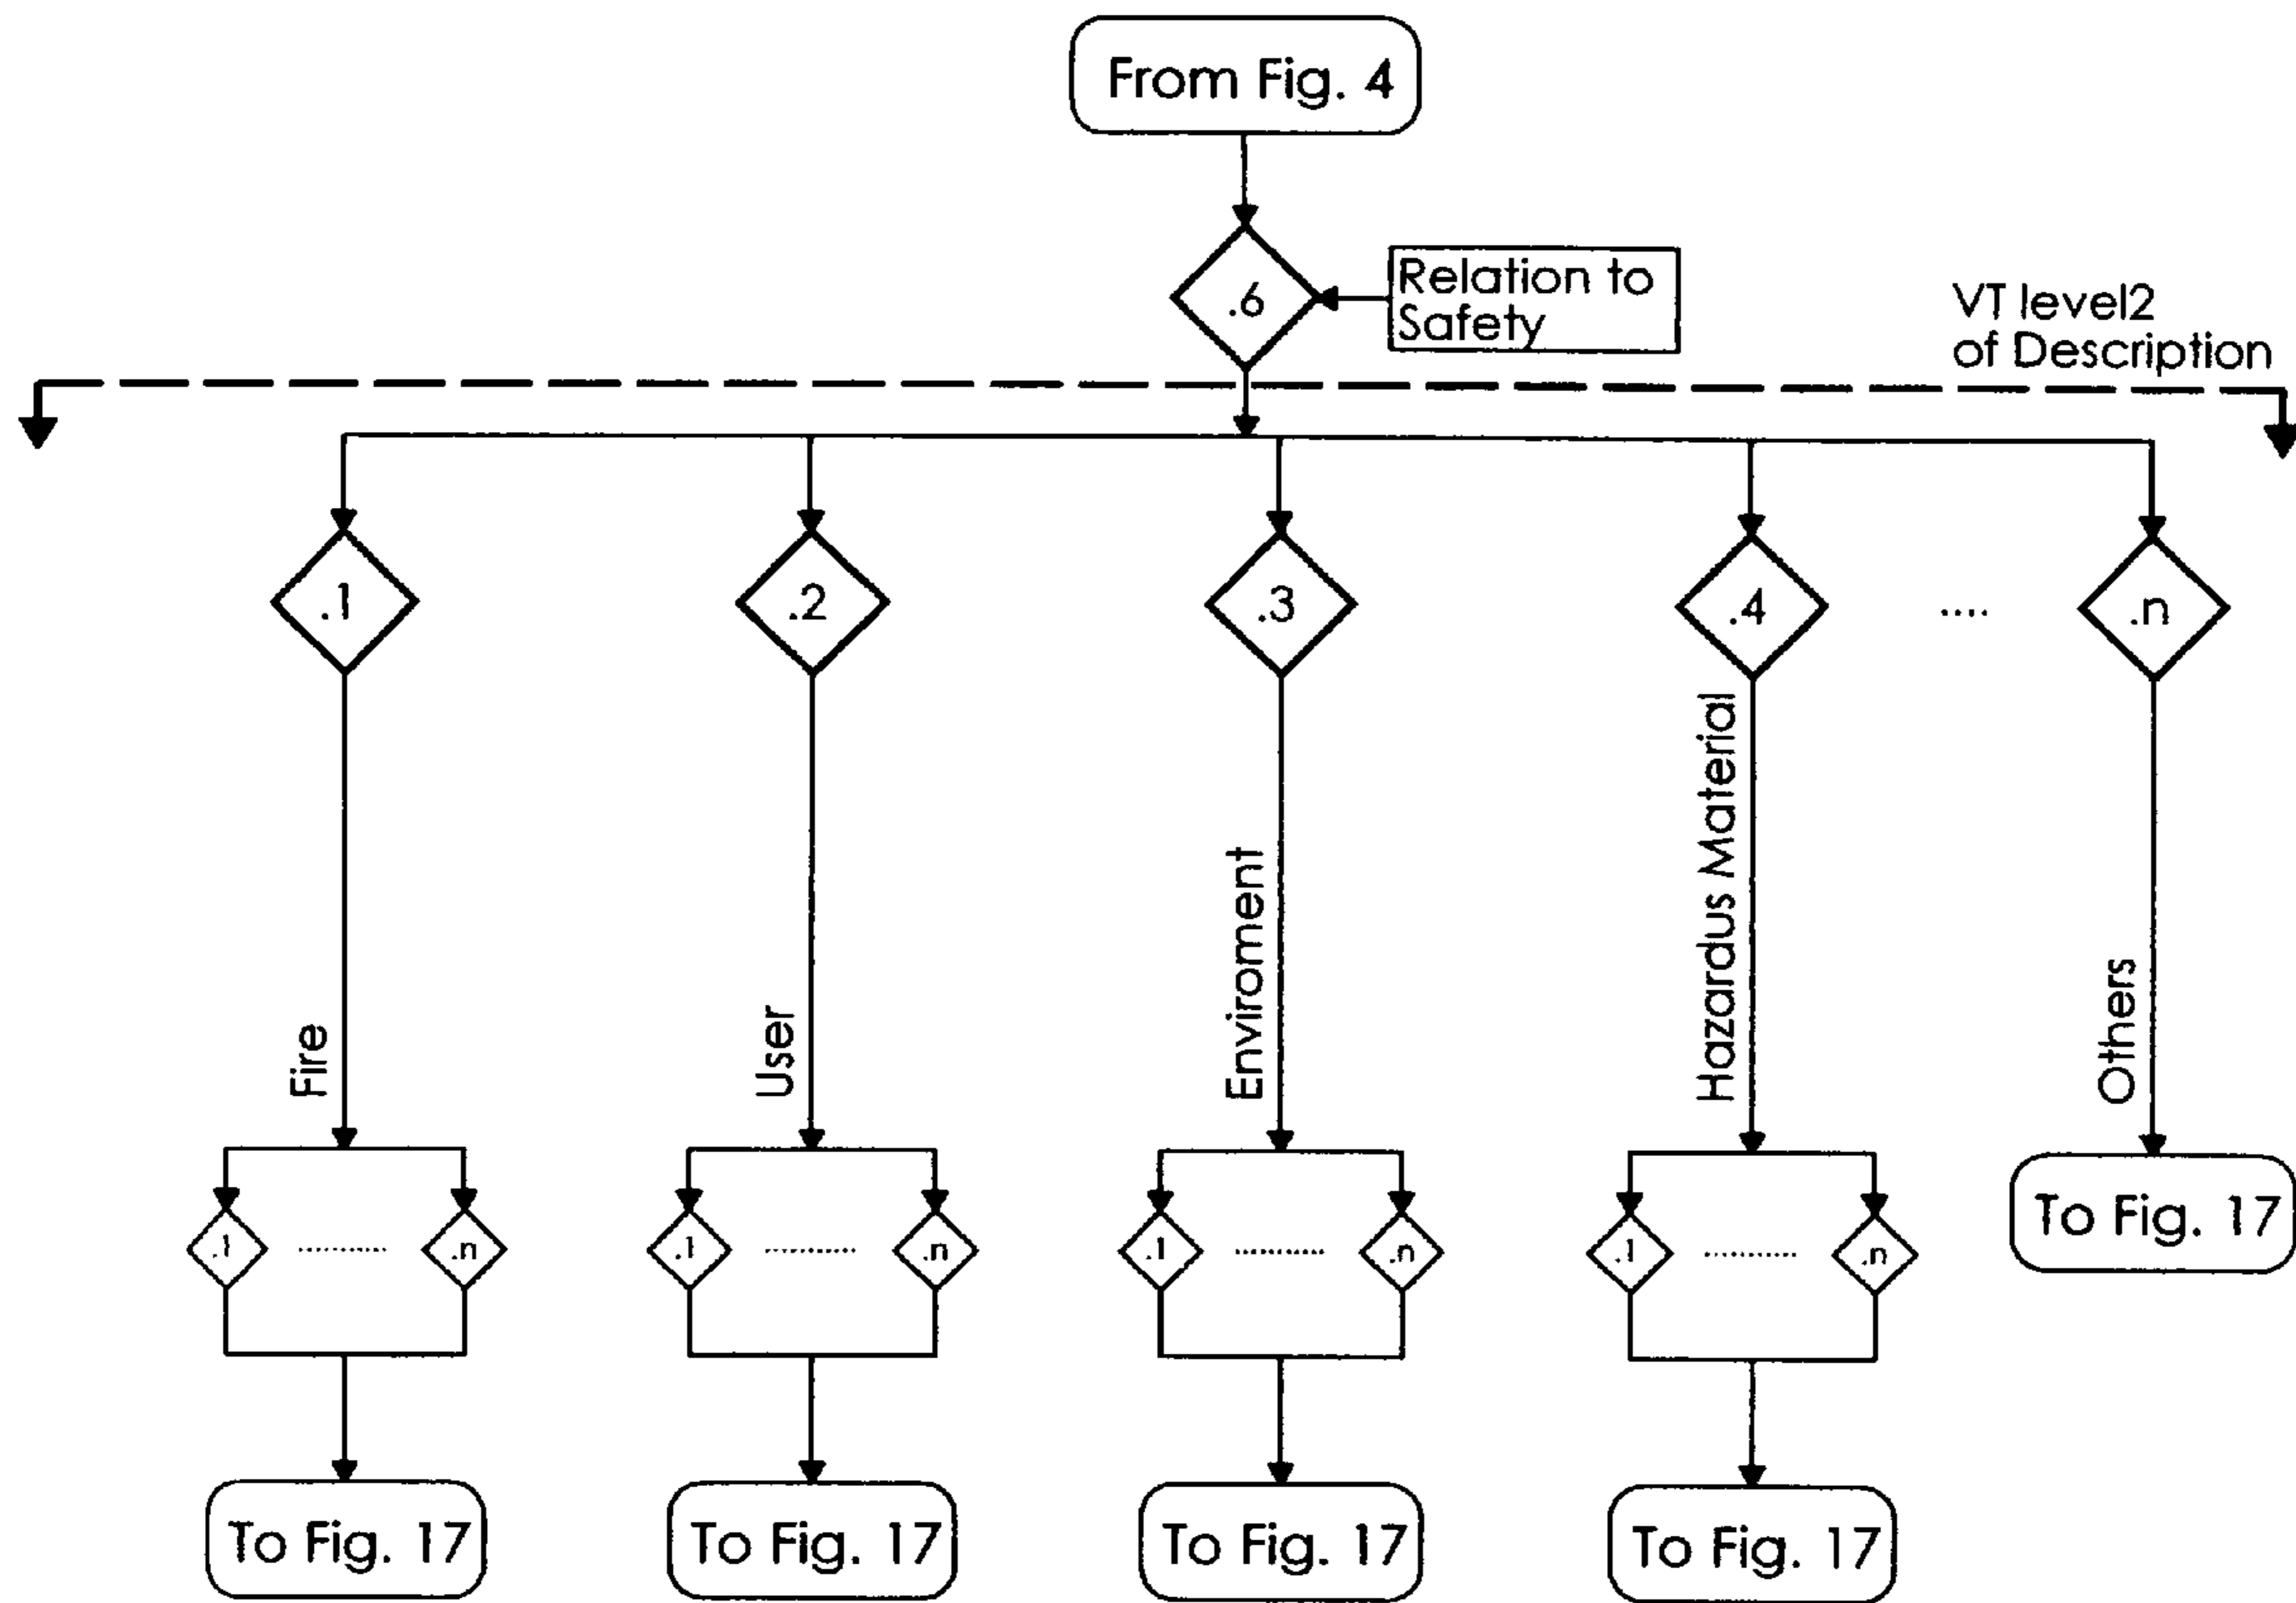 From Fig. 4
.6
Relation to
Safety
VT level2
of Description
.1
.2
.3
.4
....
.n
Fire
User
Enviroment
Hazardus Material
Others
.1
..........
.n
.1
..........
.n
.1
..........
.n
.1
..........
.n
To Fig. 17
To Fig. 17
To Fig. 17
To Fig. 17
To Fig. 17